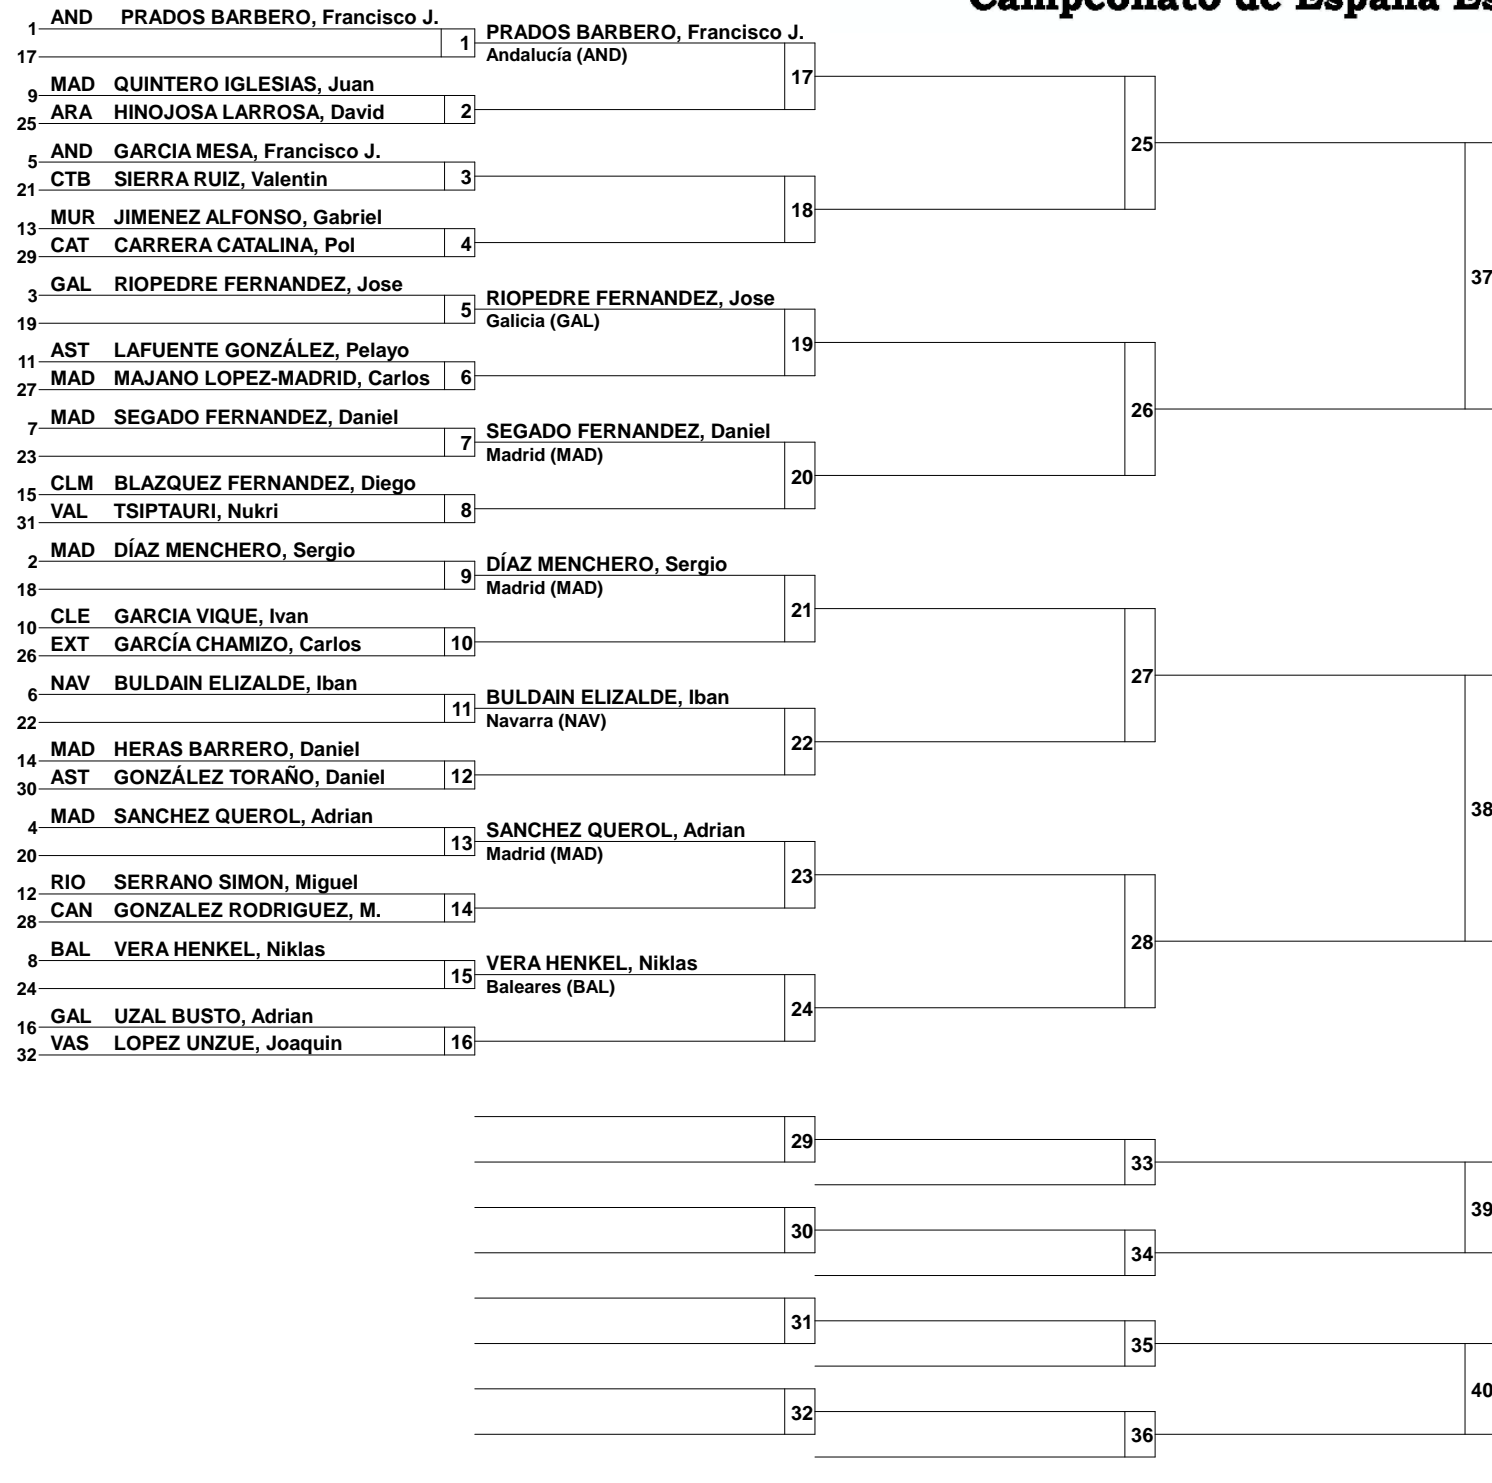 Campeonato de España Es
AND PRADOS BARBERO, Francisco J.
1
1 PRADOS BARBERO, Francisco J.
Andalucía (AND)
17
17
MAD QUINTERO IGLESIAS, Juan
9
ARA HINOJOSA LARROSA, David 2
25
25
AND GARCIA MESA, Francisco J.
5
CTB SIERRA RUIZ, Valentin 3
21
18
MUR JIMENEZ ALFONSO, Gabriel
13
CAT CARRERA CATALINA, Pol 4
29
37
GAL RIOPEDRE FERNANDEZ, Jose
3
5 RIOPEDRE FERNANDEZ, Jose
Galicia (GAL)
19
19
AST LAFUENTE GONZÁLEZ, Pelayo
11
MAD MAJANO LOPEZ-MADRID, Carlos 6
27
26
MAD SEGADO FERNANDEZ, Daniel
7
7 SEGADO FERNANDEZ, Daniel
Madrid (MAD)
23
20
CLM BLAZQUEZ FERNANDEZ, Diego
15
VAL TSIPTAURI, Nukri 8
31
MAD DÍAZ MENCHERO, Sergio
2
9 DÍAZ MENCHERO, Sergio
Madrid (MAD)
18
21
CLE GARCIA VIQUE, Ivan
10
EXT GARCÍA CHAMIZO, Carlos 10
26
27
NAV BULDAIN ELIZALDE, Iban
6
11 BULDAIN ELIZALDE, Iban
Navarra (NAV)
22
22
MAD HERAS BARRERO, Daniel
14
AST GONZÁLEZ TORAÑO, Daniel 12
30
38
MAD SANCHEZ QUEROL, Adrian
4
13 SANCHEZ QUEROL, Adrian
Madrid (MAD)
20
23
RIO SERRANO SIMON, Miguel
12
CAN GONZALEZ RODRIGUEZ, M. 14
28
28
BAL VERA HENKEL, Niklas
8
15 VERA HENKEL, Niklas
Baleares (BAL)
24
24
GAL UZAL BUSTO, Adrian
16
VAS LOPEZ UNZUE, Joaquin 16
32
29
33
39
30
34
31
35
40
32
36